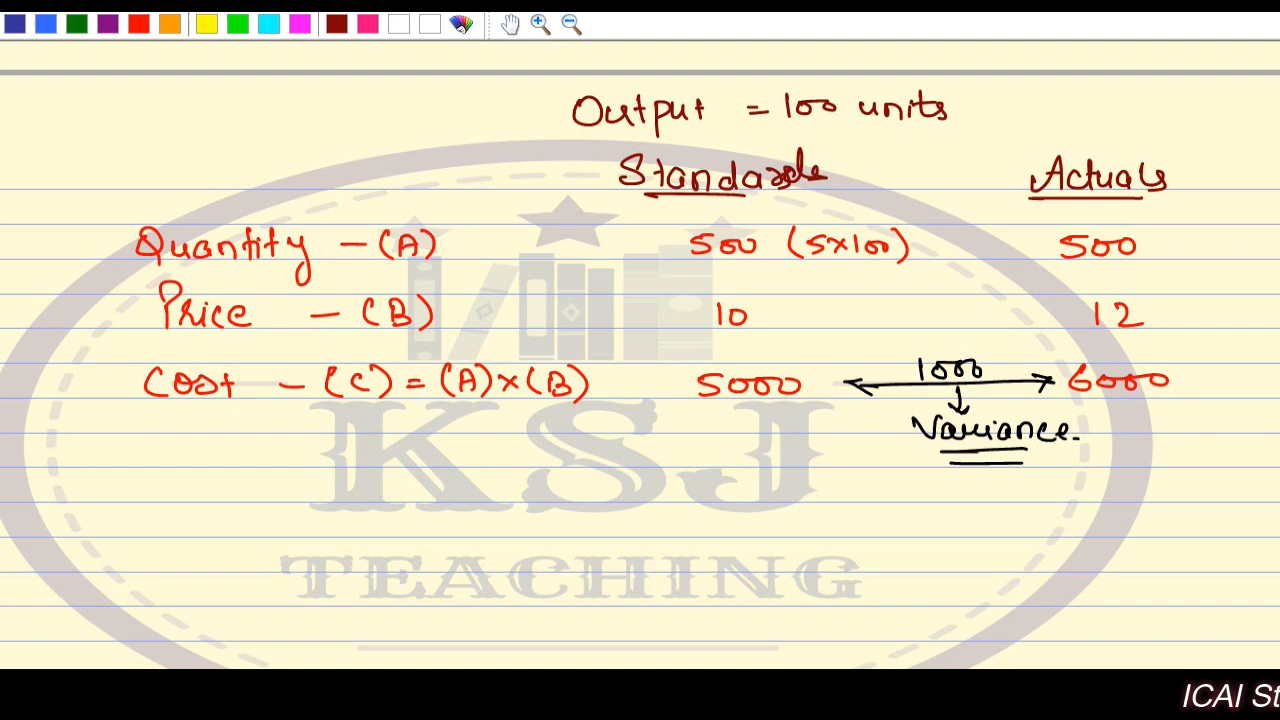 Output = 100 units
Standards Actuals
Quantity - (A) 500 (5x100) 500
Price - (B) 10 12
Cost - (C) = (A)x(B) 5000 1000 6000
Variance.
KSJ
TEACHING
ICAI St